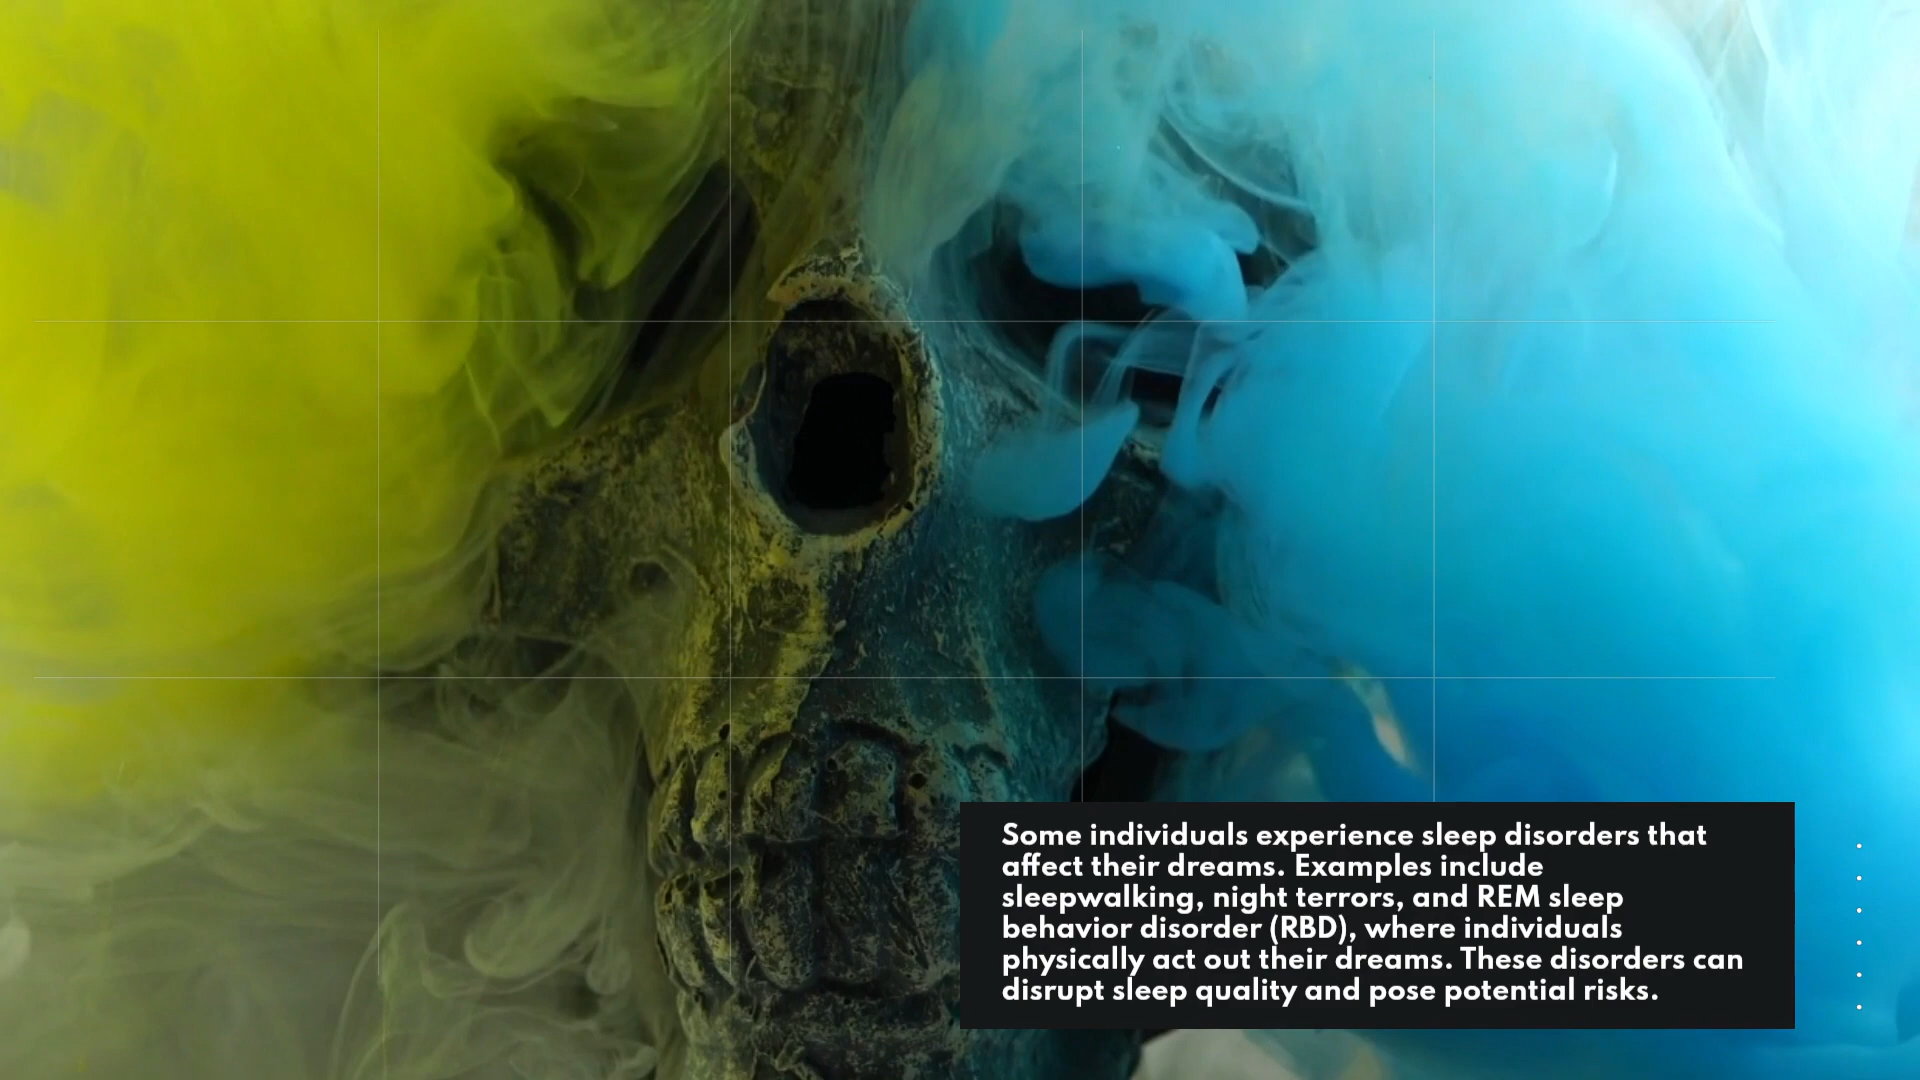 Some individuals experience sleep disorders that
affect their dreams. Examples include
sleepwalking, night terrors, and REM sleep
behavior disorder (RBD), where individuals
physically act out their dreams. These disorders can
disrupt sleep quality and pose potential risks.